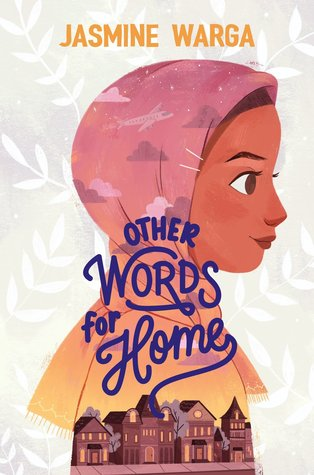 JASMINE WARGA
OTHER
WORDS
for
Home